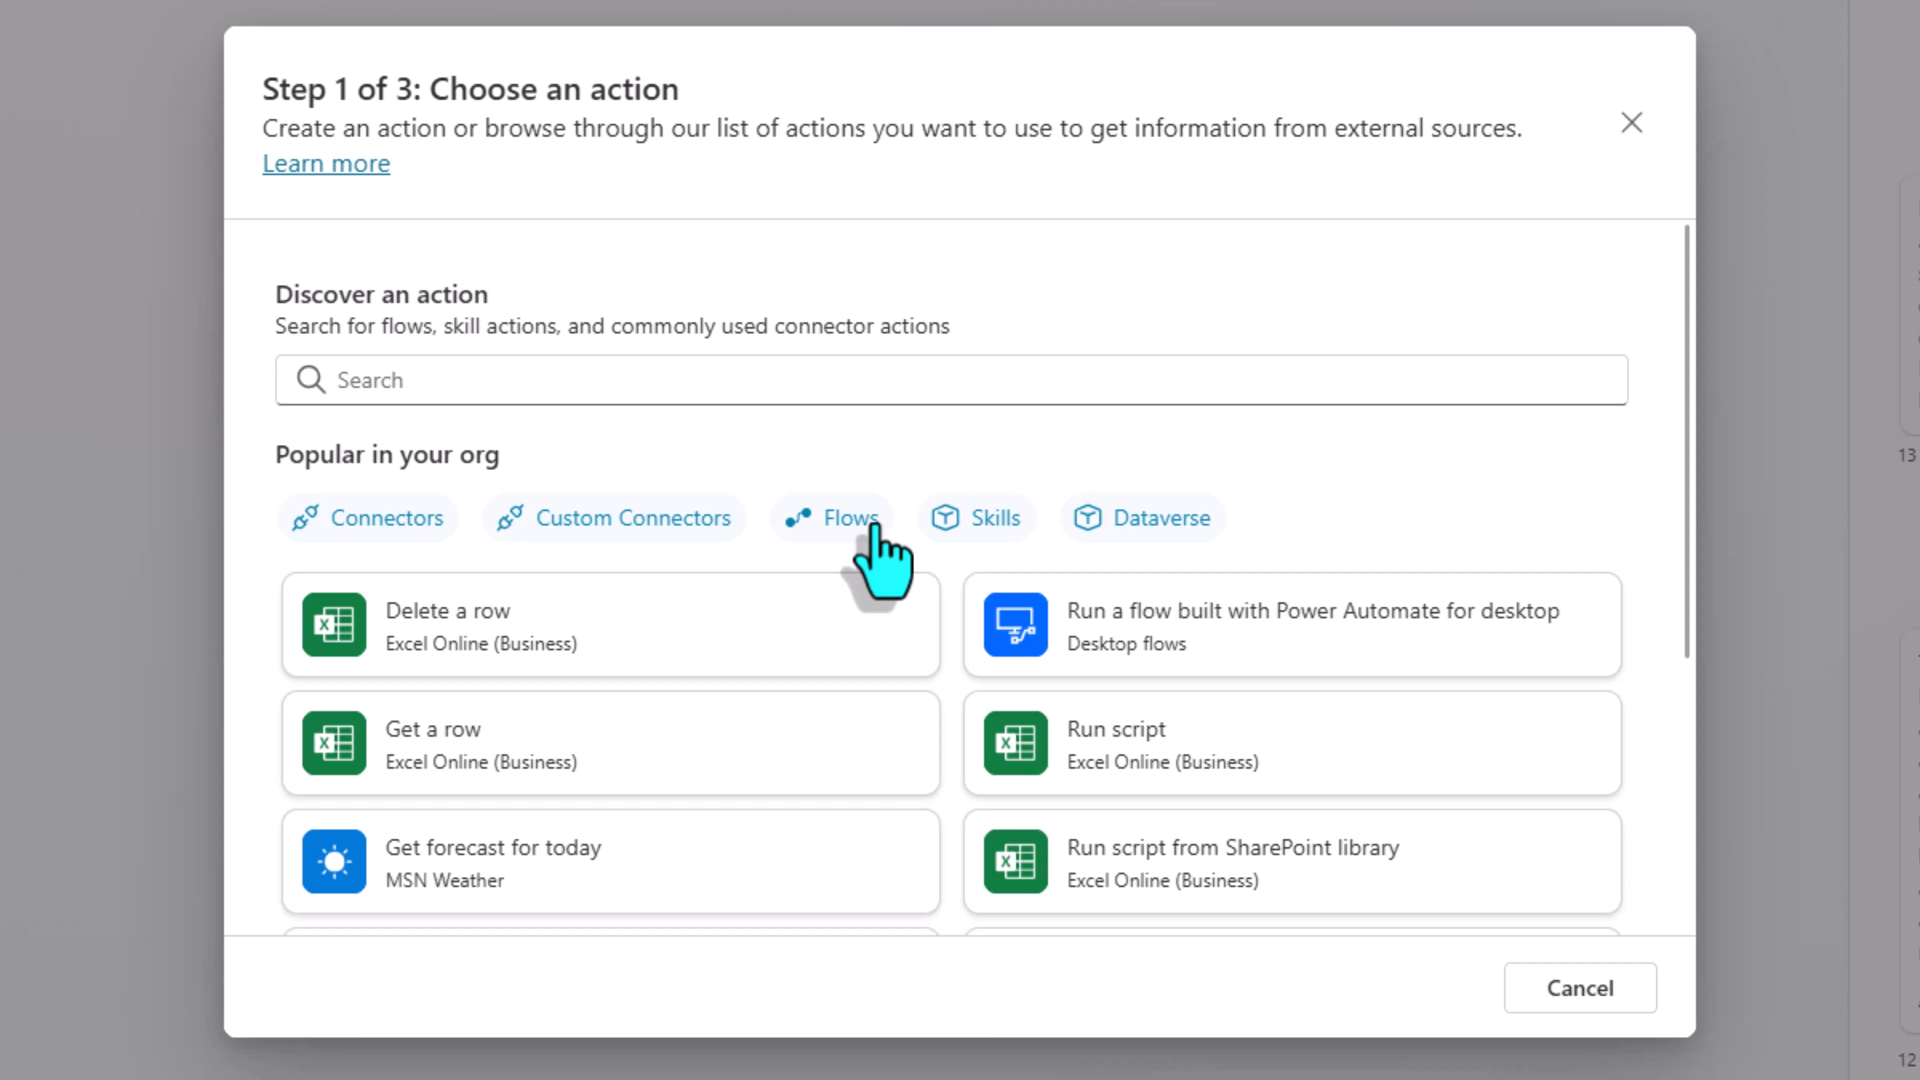 Step 1 of 3: Choose an action
Create an action or browse through our list of actions you want to use to get information from external sources.
Learn more
Discover an action
Search for flows, skill actions, and commonly used connector actions
Search
Popular in your org
Connectors
Custom Connectors
Flows
Skills
Dataverse
Delete a row
Excel Online (Business)
Run a flow built with Power Automate for desktop
Desktop flows
Get a row
Excel Online (Business)
Run script
Excel Online (Business)
Get forecast for today
MSN Weather
Run script from SharePoint library
Excel Online (Business)
Cancel
13
12